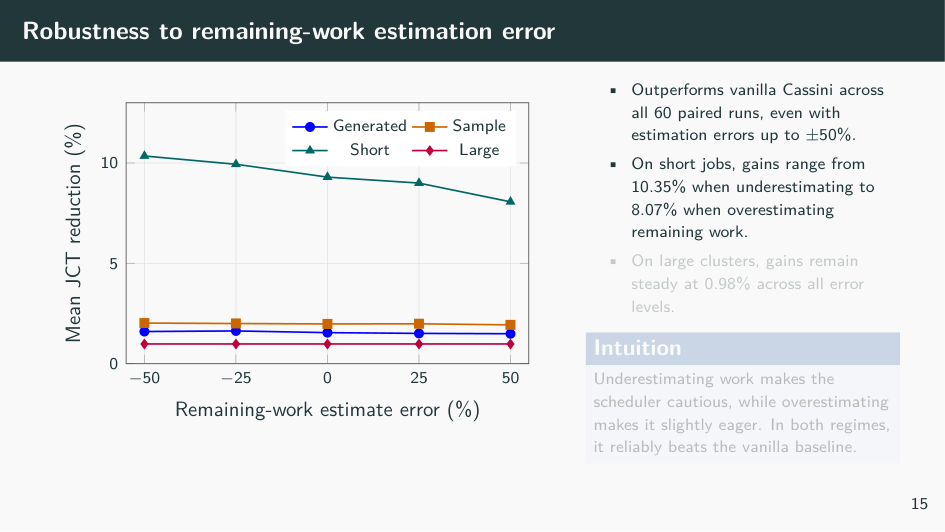 Robustness to remaining-work estimation error
Mean JCT reduction (%)
10
5
0
Generated
Sample
Short
Large
−50
−25
0
25
50
Remaining-work estimate error (%)
▪ Outperforms vanilla Cassini across
all 60 paired runs, even with
estimation errors up to ±50%.
▪ On short jobs, gains range from
10.35% when underestimating to
8.07% when overestimating
remaining work.
▪ On large clusters, gains remain
steady at 0.98% across all error
levels.
Intuition
Underestimating work makes the
scheduler cautious, while overestimating
makes it slightly eager. In both regimes,
it reliably beats the vanilla baseline.
15